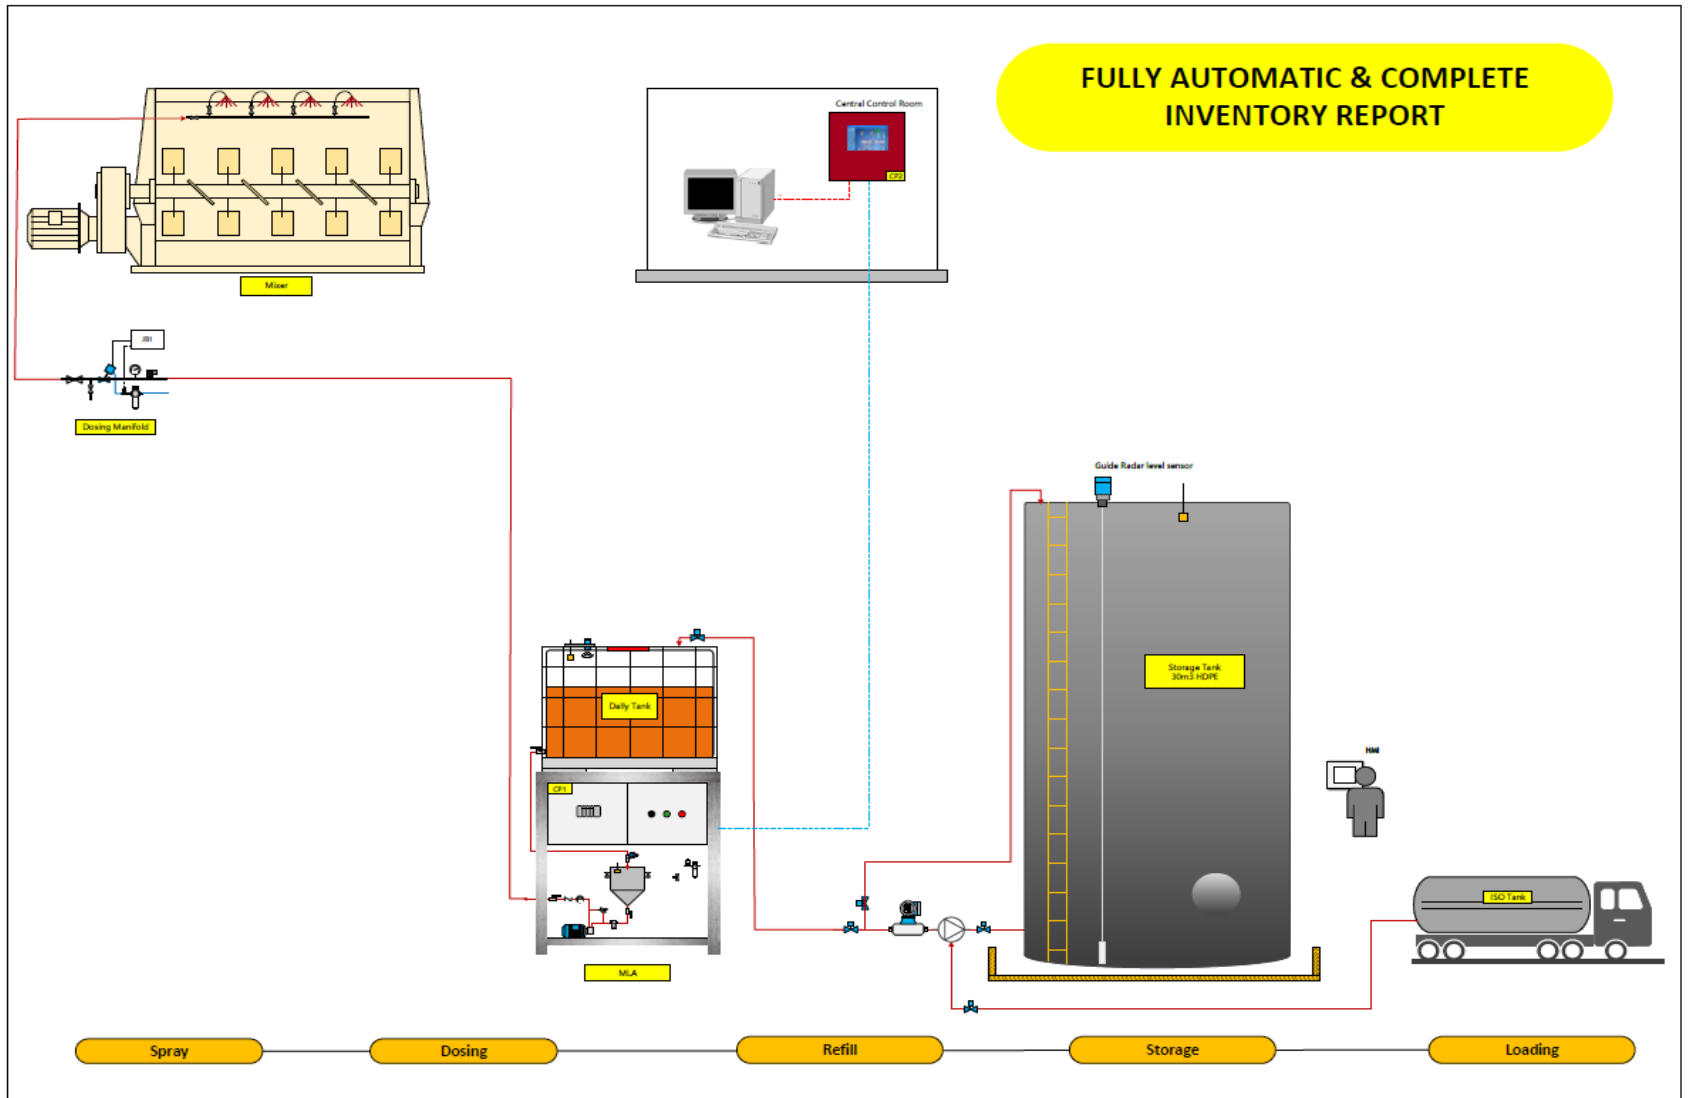 FULLY AUTOMATIC & COMPLETE
INVENTORY REPORT
Central Control Room
CP2
Mixer
JB1
Dosing Manifold
Guide Radar level sensor
Storage Tank
30m3 HDPE
Daily Tank
HMI
CP1
ISO Tank
MLA
Spray
Dosing
Refill
Storage
Loading